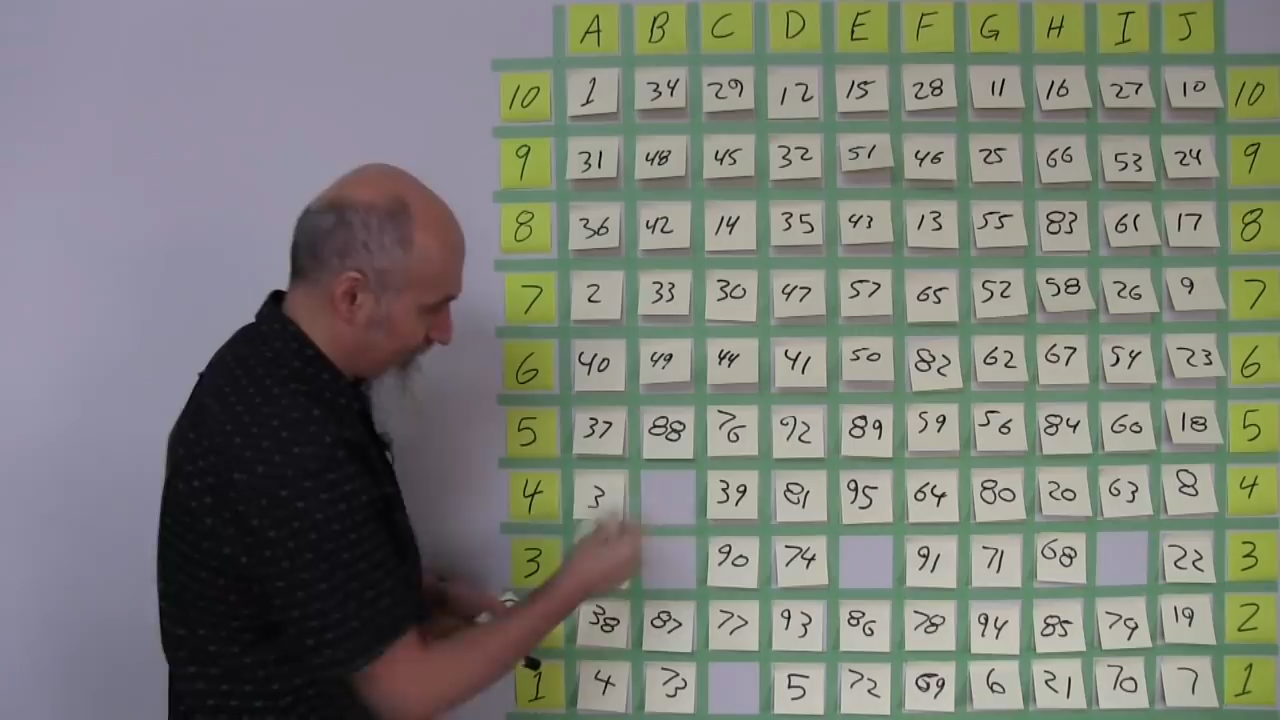 A B C D E F G H I J
10 1 34 29 12 15 28 11 16 27 10 10
9 31 48 45 32 51 46 25 66 53 24 9
8 36 42 14 35 43 13 55 83 61 17 8
7 2 33 30 47 57 65 52 58 26 9 7
6 40 49 44 41 50 82 62 67 54 23 6
5 37 88 76 92 89 59 56 84 60 18 5
4 3 39 81 95 64 80 20 63 8 4
3 90 74 91 71 68 22 3
38 87 77 93 86 78 94 85 79 19 2
1 4 73 5 72 69 6 21 70 7 1